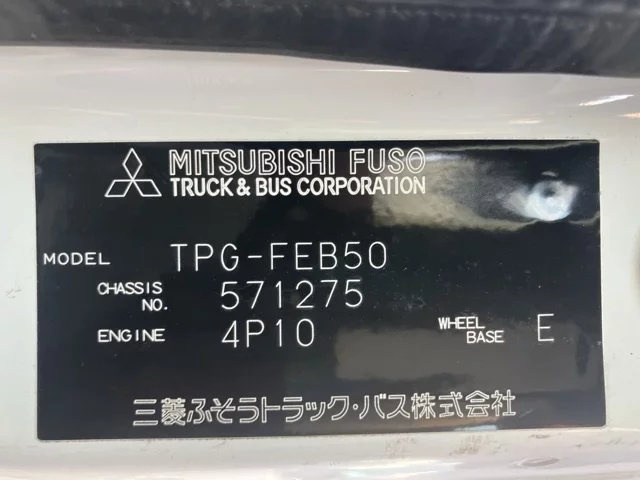 MITSUBISHI FUSO
TRUCK & BUS CORPORATION
MODEL TPG-FEB50
CHASSIS NO. 571275
ENGINE 4P10 WHEEL BASE E
三菱ふそうトラック・バス株式会社